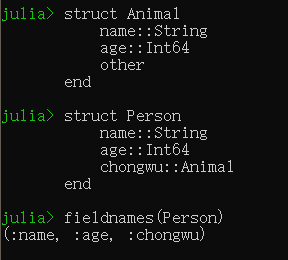 julia> struct Animal
           name::String
           age::Int64
           other
       end

julia> struct Person
           name::String
           age::Int64
           chongwu::Animal
       end

julia> fieldnames(Person)
(:name, :age, :chongwu)